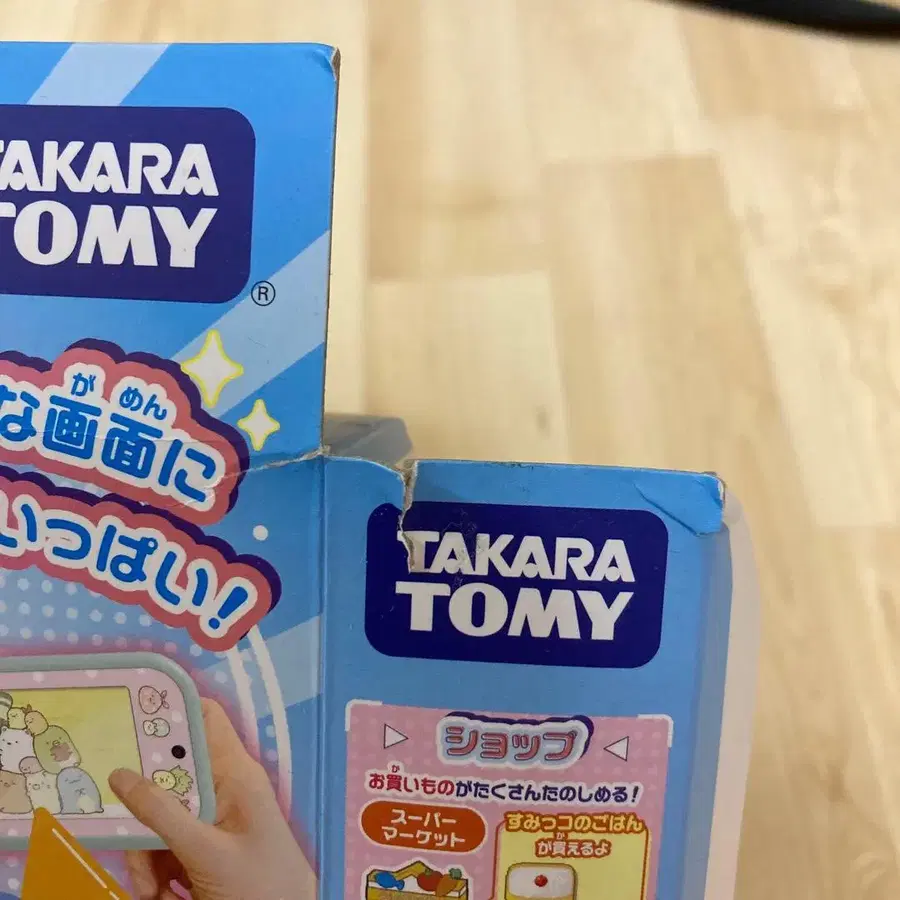 TAKARA
TOMY
®
がめん
な画面に
いっぱい!
TAKARA
TOMY
ショップ
か
お買いものがたくさんたのしめる!
スーパー
マーケット
すみっコのごはん
か
が買えるよ